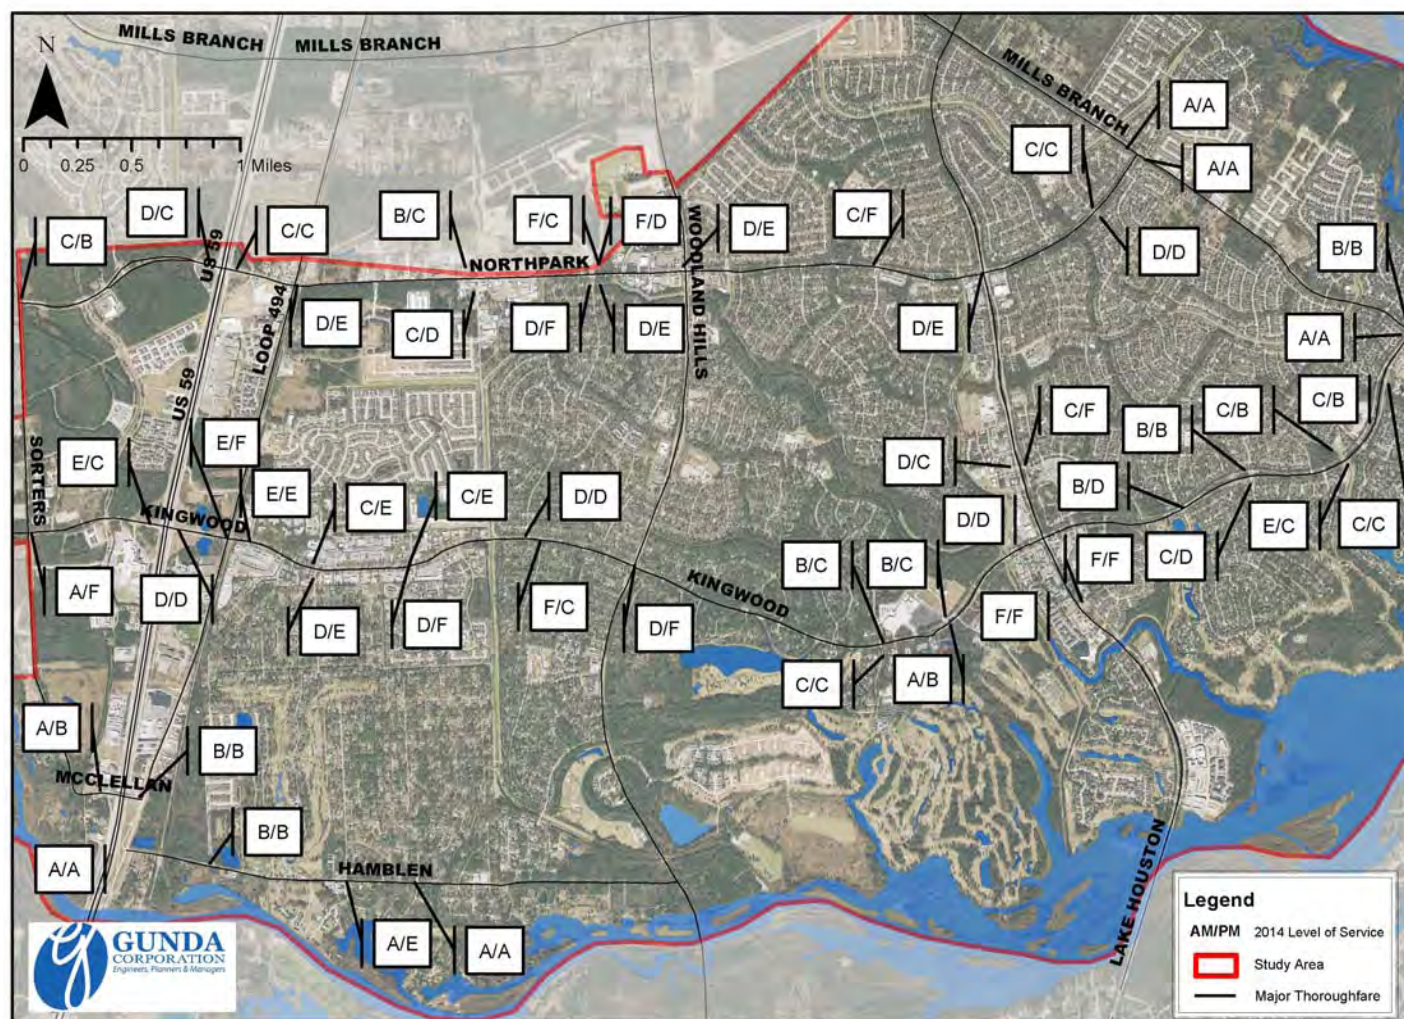 MILLS BRANCH
MILLS BRANCH
N
0 0.25 0.5 1 Miles
MILLS BRANCH
A/A
C/C
A/A
D/C
B/C
F/C
F/D
C/F
C/B
C/C
D/E
D/D
B/B
US 59
NORTHPARK
WOODLAND HILLS
LOOP 494
D/E
C/D
D/F
D/E
D/E
A/A
US 59
C/F
C/B
C/B
E/F
B/B
SORTERS
E/C
D/C
E/E
C/E
C/E
D/D
B/D
KINGWOOD
D/D
E/C
C/C
A/F
D/D
B/C
B/C
F/F
C/D
KINGWOOD
D/E
D/F
F/C
D/F
F/F
C/C
A/B
A/B
B/B
MCCLELLAN
B/B
A/A
HAMBLEN
LAKE HOUSTON
A/E
A/A
GUNDA
CORPORATION
Engineers, Planners & Managers
Legend
AM/PM 2014 Level of Service
Study Area
Major Thoroughfare